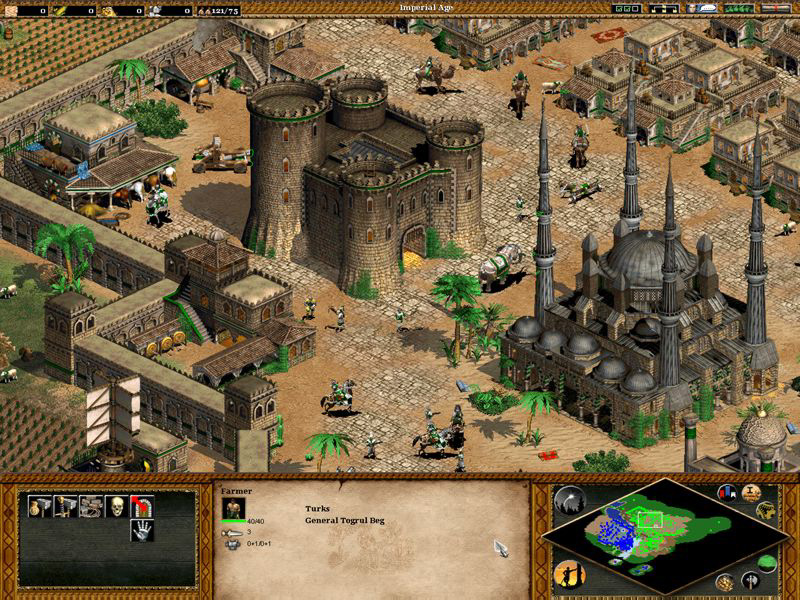 0 0 0 0 121/75
Imperial Age
Farmer
40/40
Turks
General Togrul Beg
3
0+1/0+1